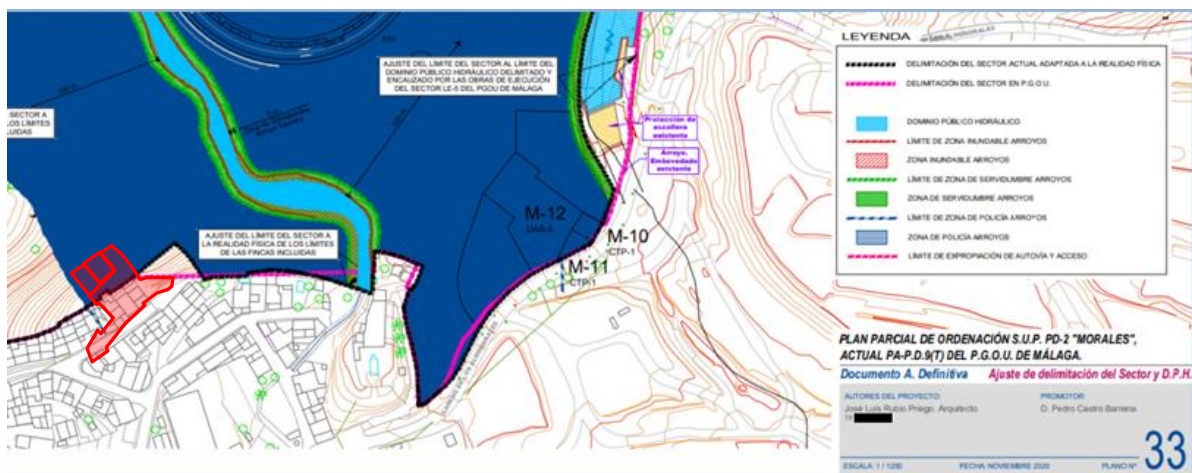 AJUSTE DEL LÍMITE DEL SECTOR AL LÍMITE DEL
DOMINIO PÚBLICO HIDRÁULICO DELIMITADO Y
ENCAUZADO POR LAS OBRAS DE EJECUCIÓN
DEL SECTOR LE-5 DEL PGOU DE MÁLAGA
SECTOR A
LOS LÍMITES
LUIDAS
Protección de
escollera
existente
Arroyo.
Embovedado
existente
M-12
UAS-5
M-10
CTP-1
M-11
CTP-1
AJUSTE DEL LÍMITE DEL SECTOR A
LA REALIDAD FÍSICA DE LOS LÍMITES
DE LAS FINCAS INCLUIDAS
LEYENDA
DELIMITACIÓN DEL SECTOR ACTUAL ADAPTADA A LA REALIDAD FÍSICA
DELIMITACIÓN DEL SECTOR EN P.G.O.U.
DOMINIO PÚBLICO HIDRÁULICO
LÍMITE DE ZONA INUNDABLE ARROYOS
ZONA INUNDABLE ARROYOS
LÍMITE DE ZONA DE SERVIDUMBRE ARROYOS
ZONA DE SERVIDUMBRE ARROYOS
LÍMITE DE ZONA DE POLICÍA ARROYOS
ZONA DE POLICÍA ARROYOS
LÍMITE DE EXPROPIACIÓN DE AUTOVÍA Y ACCESO
PLAN PARCIAL DE ORDENACIÓN S.U.P. PD-2 "MORALES",
ACTUAL PA-P.D.9(T) DEL P.G.O.U. DE MÁLAGA.
Documento A. Definitiva Ajuste de delimitación del Sector y D.P.H.
AUTORES DEL PROYECTO: PROMOTOR:
José Luis Rubio Priego, Arquitecto D. Pedro Castro Barrena
ESCALA: 1 / 1250 FECHA: NOVIEMBRE 2020 PLANO Nº 33